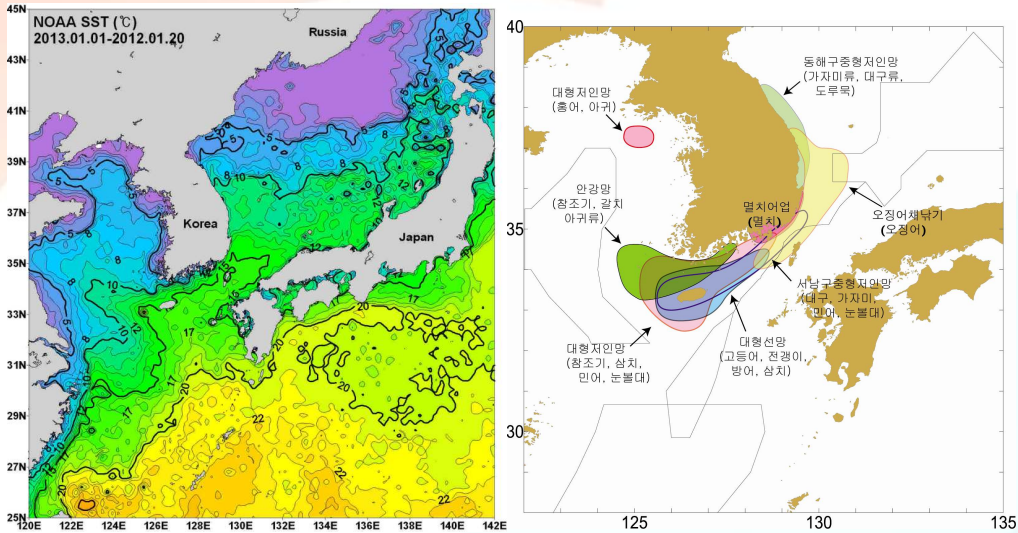 NOAA SST (℃)
2013.01.01-2012.01.20
Russia
Korea
Japan
45N
43N
41N
39N
37N
35N
33N
31N
29N
27N
25N
120E 122E 124E 126E 128E 130E 132E 134E 136E 138E 140E 142E
40
35
30
125
130
135
동해구중형저인망
(가자미류, 대구류,
도루묵)
대형저인망
(홍어, 아귀)
안강망
(참조기, 갈치
아귀류)
멸치어업
(멸치)
오징어채낚기
(오징어)
서남구중형저인망
(대구, 가자미,
민어, 눈볼대)
대형선망
(고등어, 전갱이,
방어, 삼치)
대형저인망
(참조기, 삼치,
민어, 눈볼대)